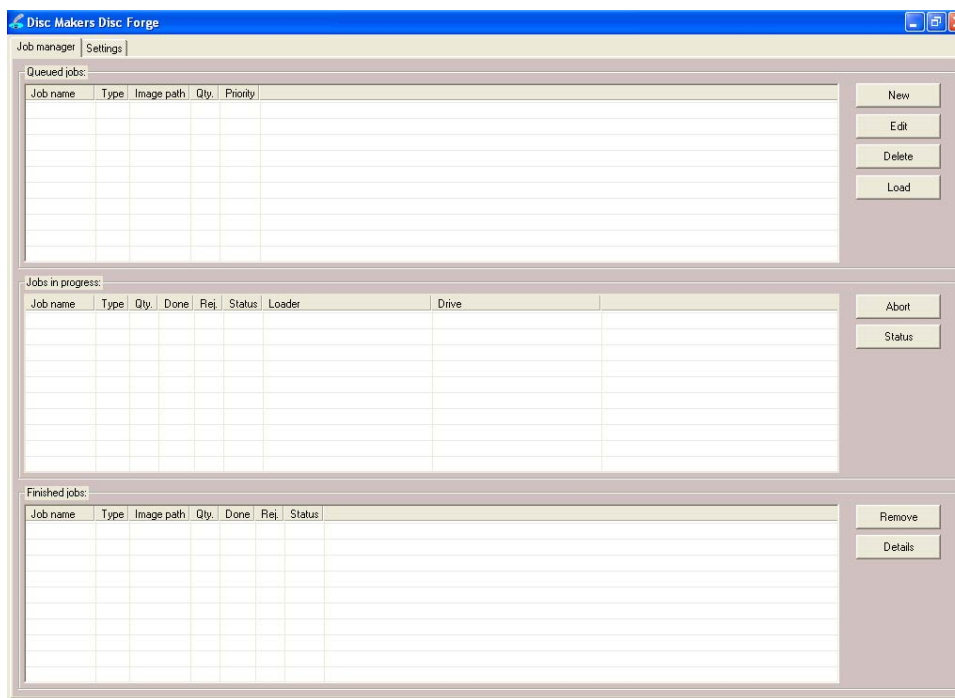 Disc Makers Disc Forge
Job manager Settings
Queued jobs:
Job name Type Image path Qty. Priority
New
Edit
Delete
Load
Jobs in progress:
Job name Type Qty. Done Rej. Status Loader Drive
Abort
Status
Finished jobs:
Job name Type Image path Qty. Done Rej. Status
Remove
Details